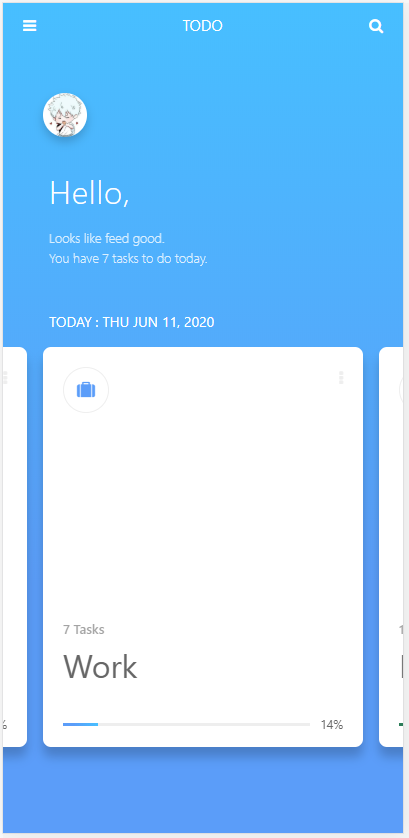 TODO
Hello,
Looks like feed good.
You have 7 tasks to do today.
TODAY : THU JUN 11, 2020
7 Tasks
Work
14%
%